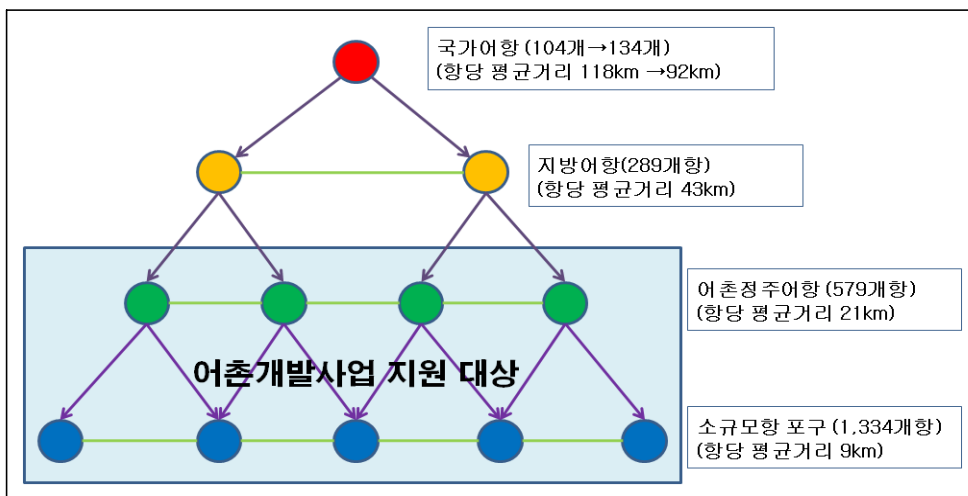 국가어항 (104개→134개)
(항당 평균거리 118km →92km)
지방어항(289개항)
(항당 평균거리 43km)
어촌정주어항 (579개항)
(항당 평균거리 21km)
어촌개발사업 지원 대상
소규모항 포구 (1,334개항)
(항당 평균거리 9km)